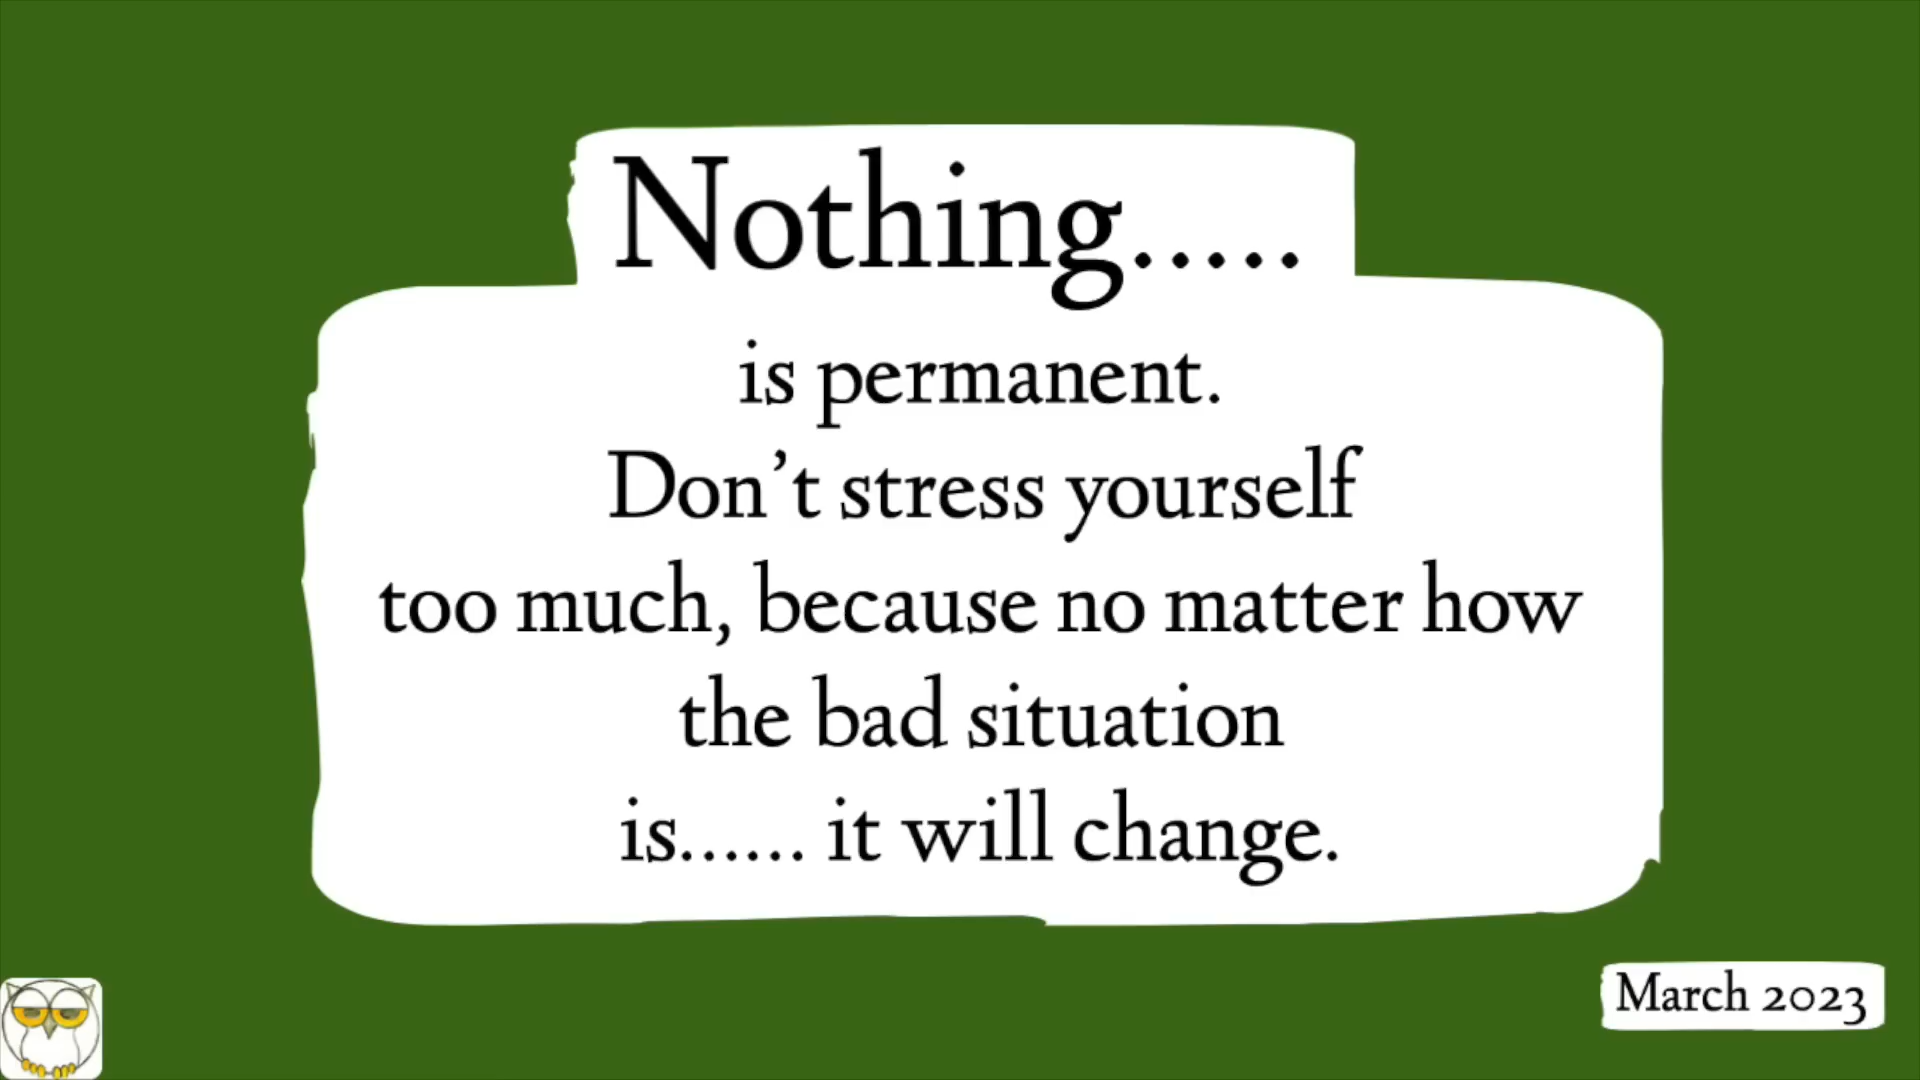 Nothing.....
is permanent.
Don't stress yourself
too much, because no matter how
the bad situation
is...... it will change.
March 2023